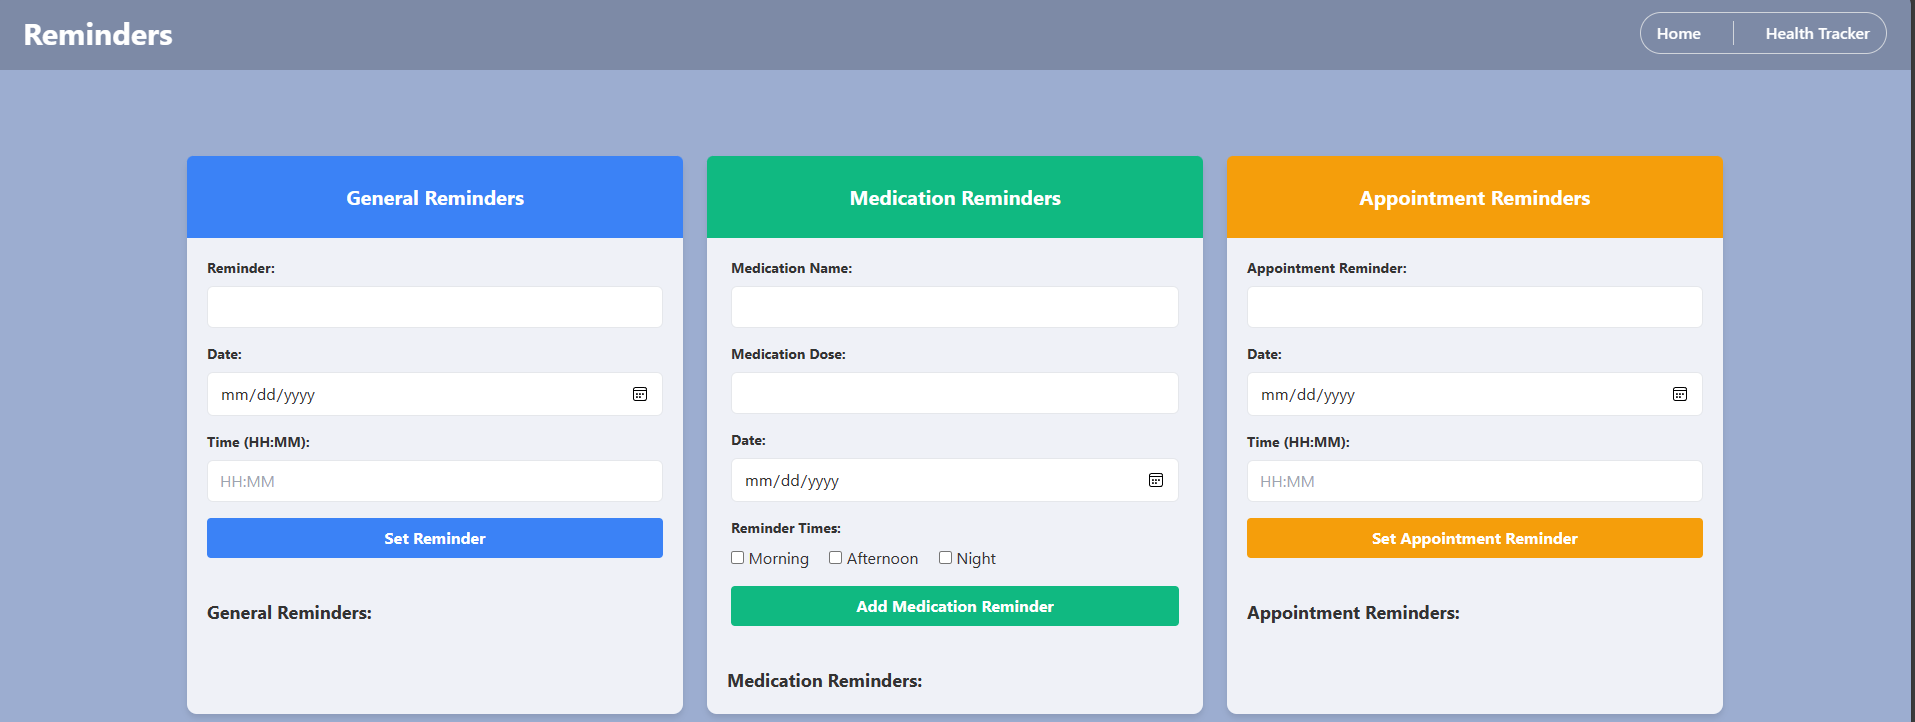 Reminders
Home
Health Tracker
General Reminders
Reminder:
Date:
mm/dd/yyyy
Time (HH:MM):
HH:MM
Set Reminder
General Reminders:
Medication Reminders
Medication Name:
Medication Dose:
Date:
mm/dd/yyyy
Reminder Times:
Morning Afternoon Night
Add Medication Reminder
Medication Reminders:
Appointment Reminders
Appointment Reminder:
Date:
mm/dd/yyyy
Time (HH:MM):
HH:MM
Set Appointment Reminder
Appointment Reminders: